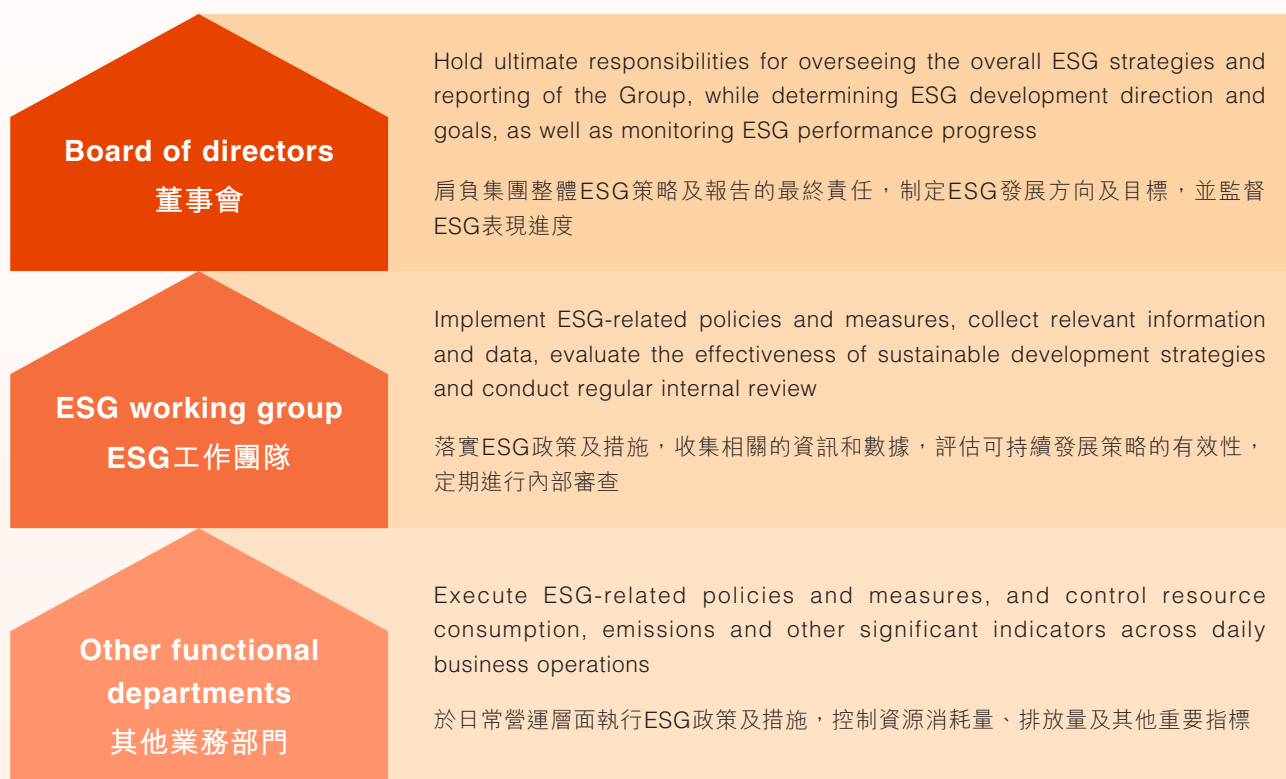 Board of directors
董事會
Hold ultimate responsibilities for overseeing the overall ESG strategies and
reporting of the Group, while determining ESG development direction and
goals, as well as monitoring ESG performance progress
肩負集團整體ESG策略及報告的最終責任，制定ESG發展方向及目標，並監督
ESG表現進度
ESG working group
ESG工作團隊
Implement ESG-related policies and measures, collect relevant information
and data, evaluate the effectiveness of sustainable development strategies
and conduct regular internal review
落實ESG政策及措施，收集相關的資訊和數據，評估可持續發展策略的有效性，
定期進行內部審查
Other functional
departments
其他業務部門
Execute ESG-related policies and measures, and control resource
consumption, emissions and other significant indicators across daily
business operations
於日常營運層面執行ESG政策及措施，控制資源消耗量、排放量及其他重要指標